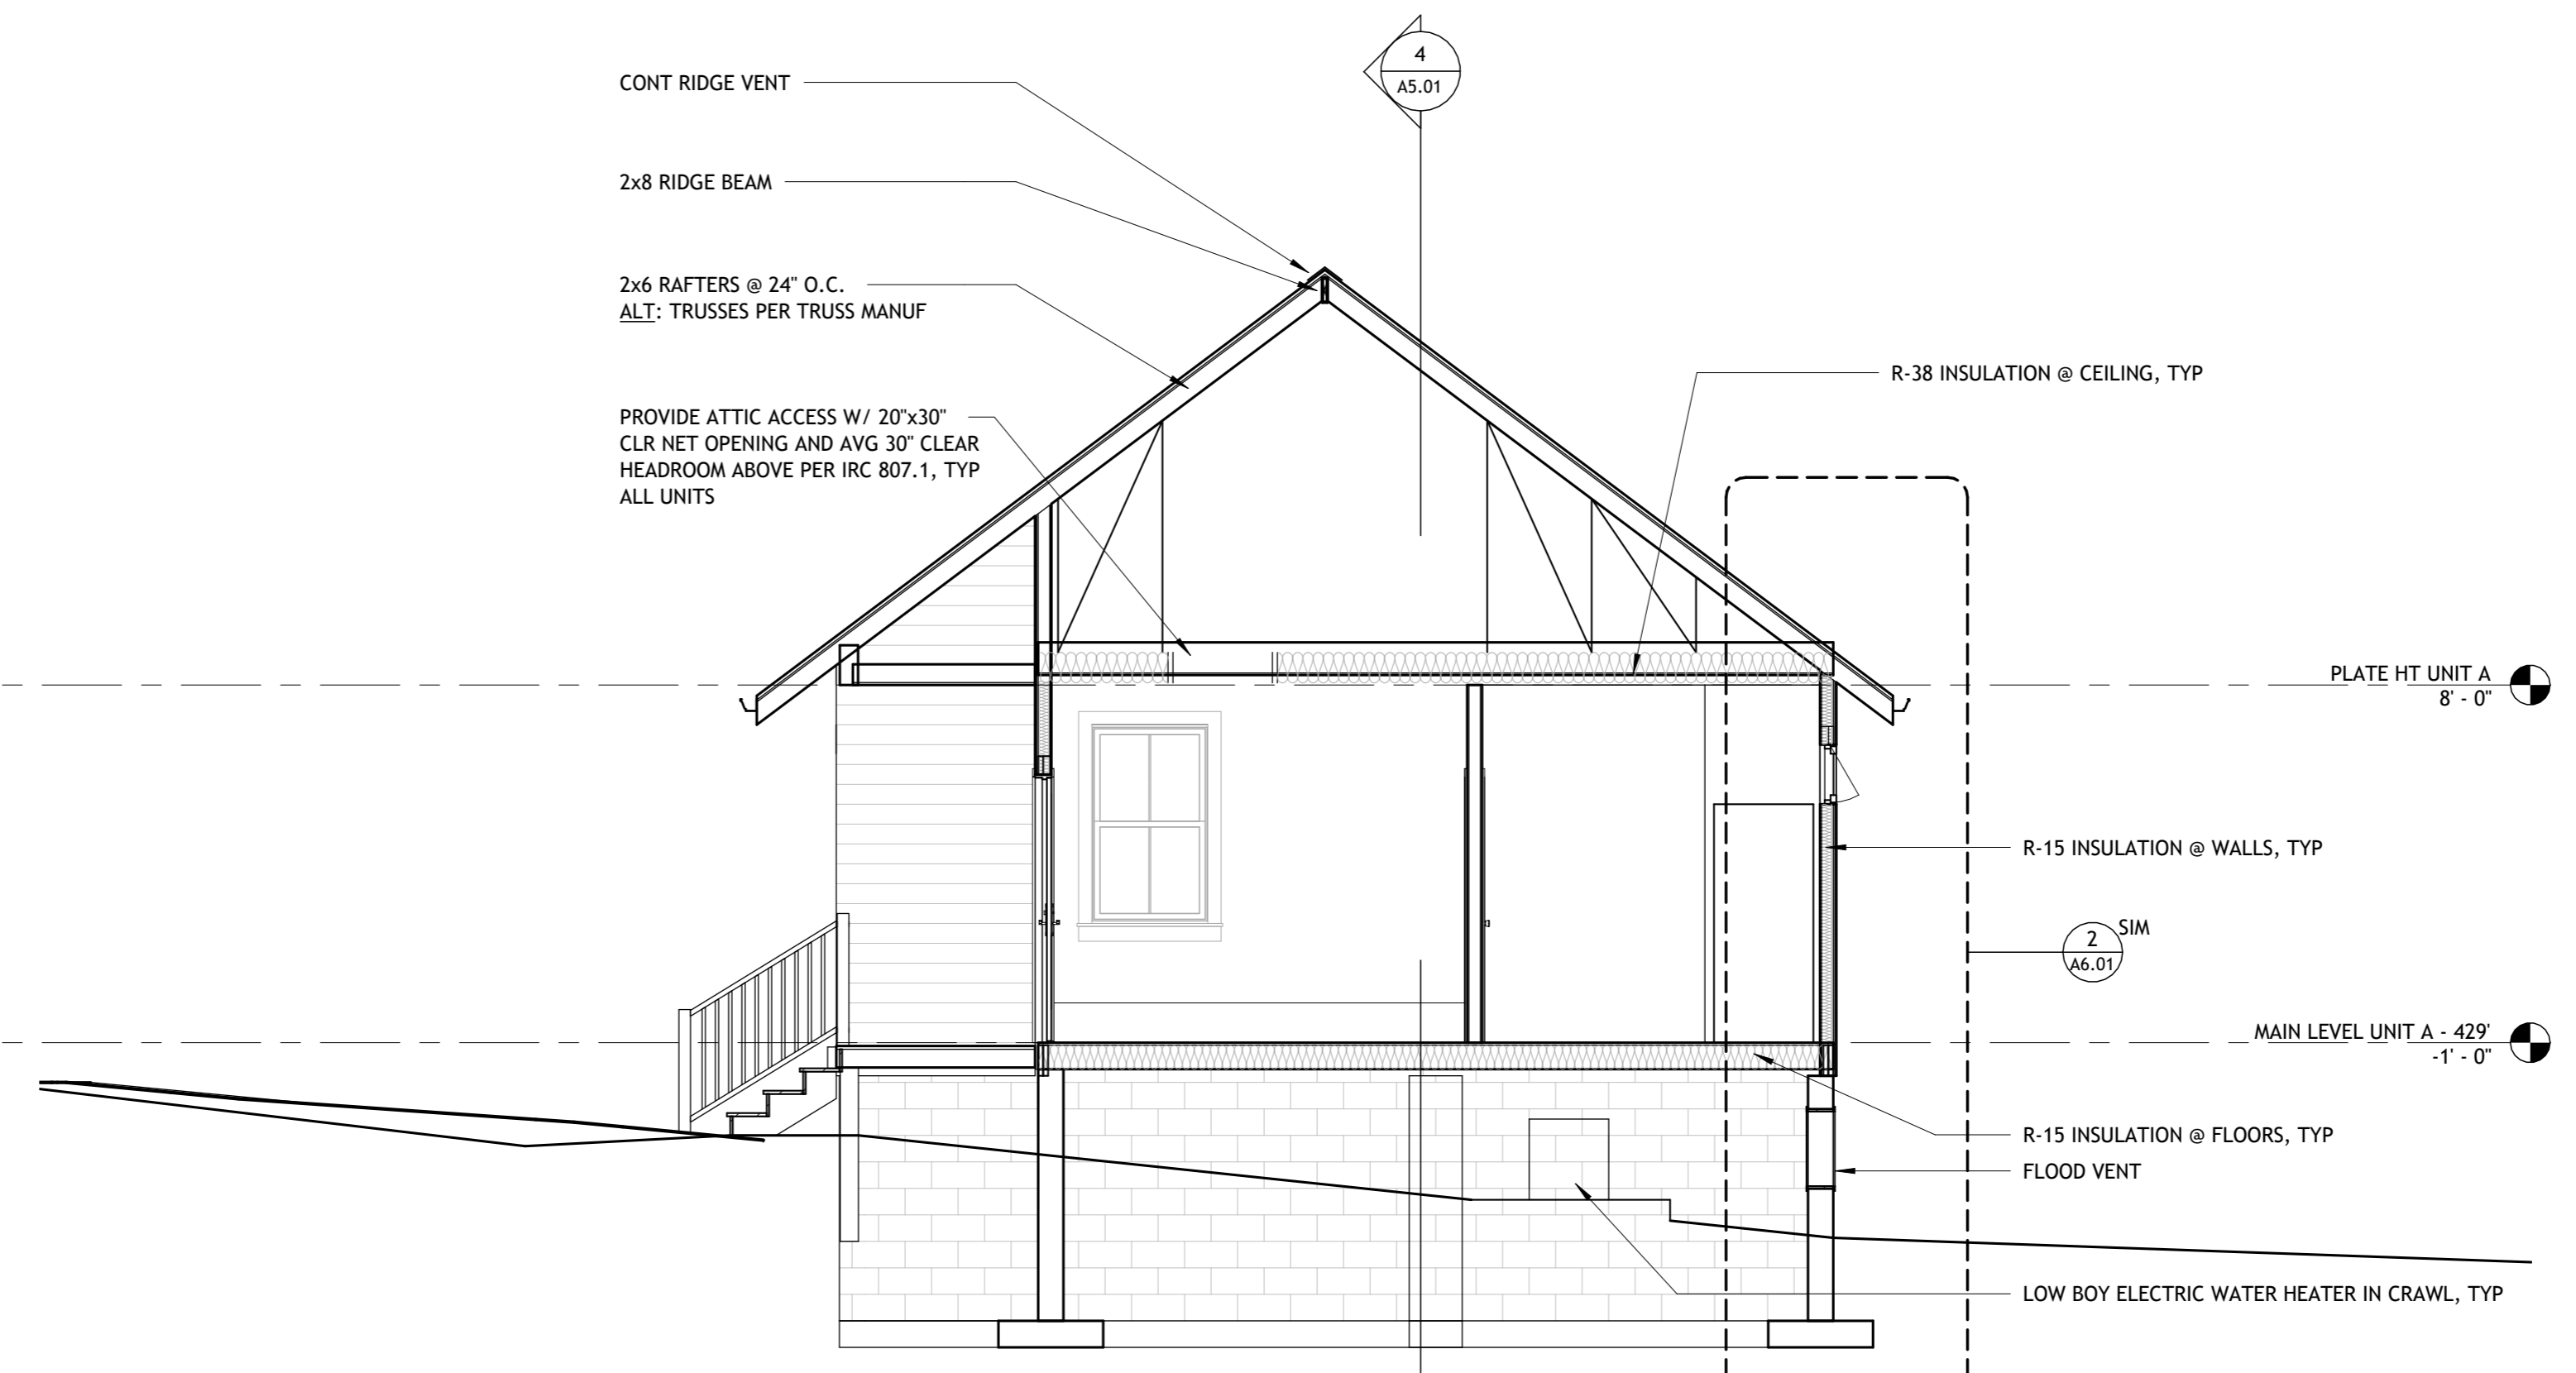 4
A5.01
CONT RIDGE VENT
2x8 RIDGE BEAM
2x6 RAFTERS @ 24" O.C.
ALT: TRUSSES PER TRUSS MANUF
PROVIDE ATTIC ACCESS W/ 20"x30"
CLR NET OPENING AND AVG 30" CLEAR
HEADROOM ABOVE PER IRC 807.1, TYP
ALL UNITS
R-38 INSULATION @ CEILING, TYP
PLATE HT UNIT A
8' - 0"
R-15 INSULATION @ WALLS, TYP
2
A6.01
SIM
MAIN LEVEL UNIT A - 429'
-1' - 0"
R-15 INSULATION @ FLOORS, TYP
FLOOD VENT
LOW BOY ELECTRIC WATER HEATER IN CRAWL, TYP